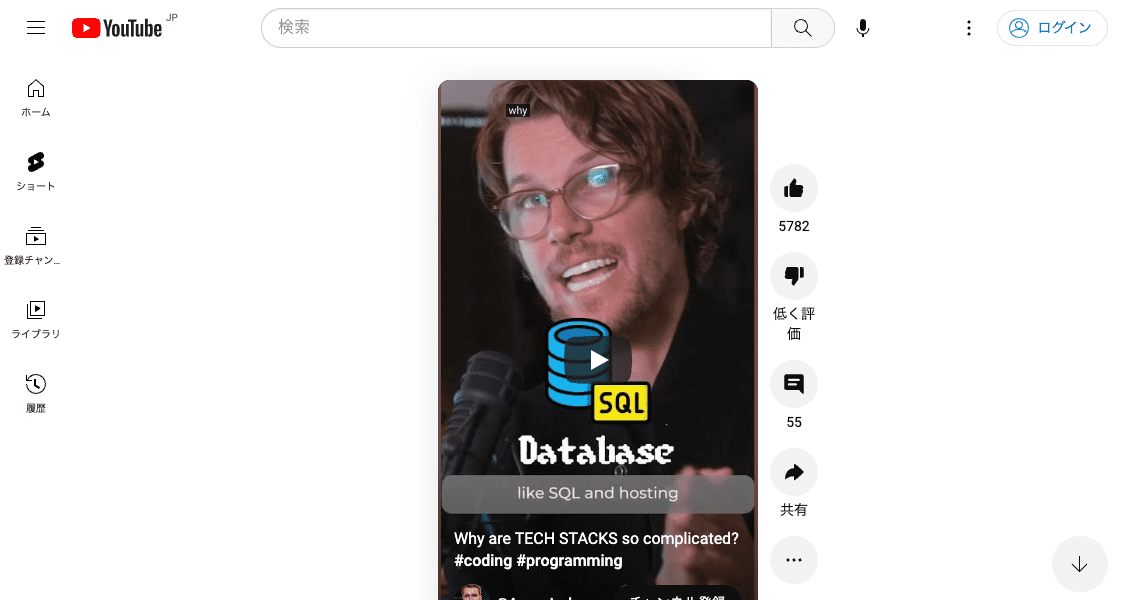 YouTube JP
検索
ログイン
ホーム
ショート
登録チャン...
ライブラリ
履歴
why
SQL
Database
like SQL and hosting
Why are TECH STACKS so complicated?
#coding #programming
5782
低く評
価
55
共有